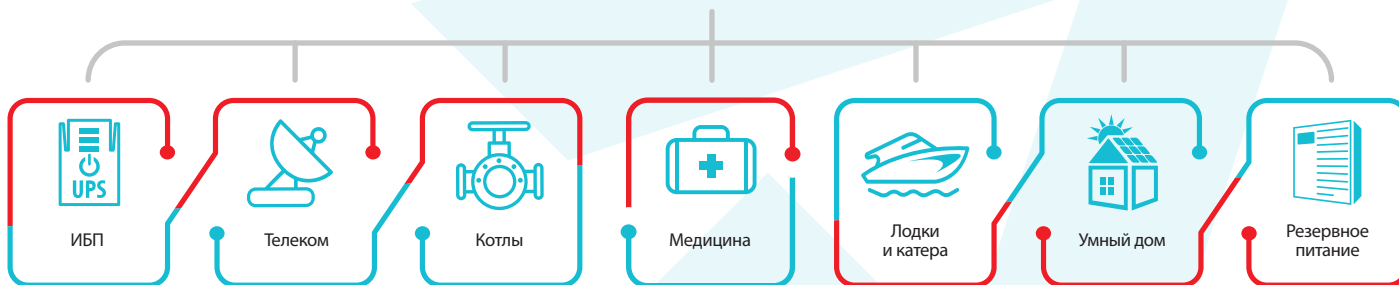 UPS
ИБП
Телеком
Котлы
Медицина
Лодки
и катера
Умный дом
Резервное
питание